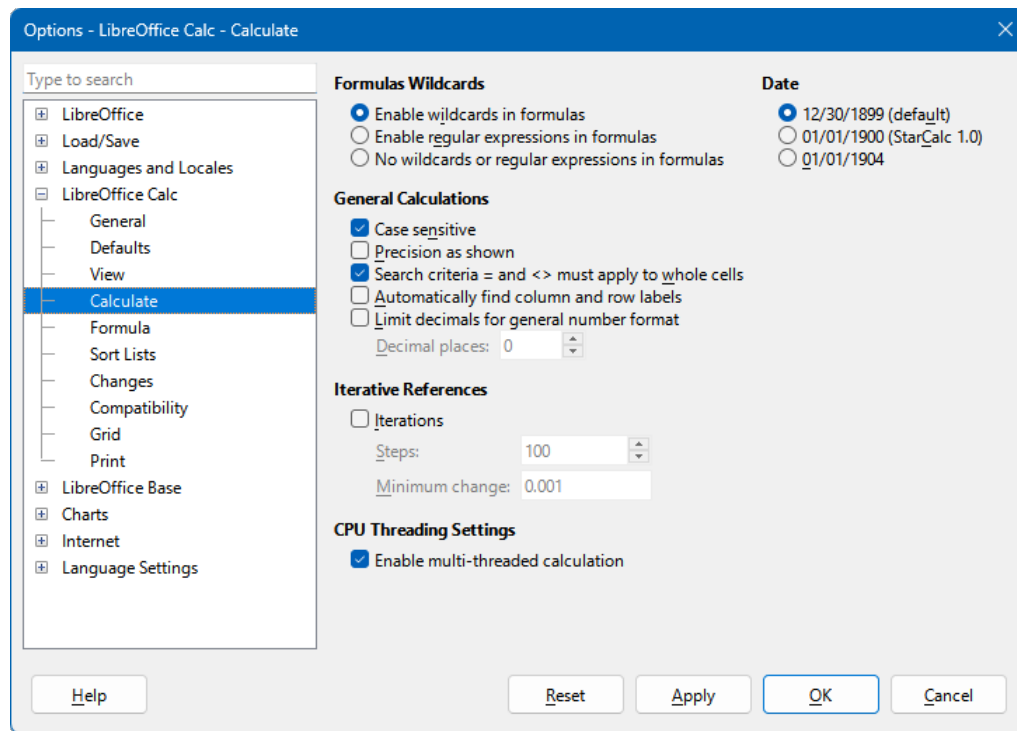 Options - LibreOffice Calc - Calculate
Type to search
LibreOffice
Load/Save
Languages and Locales
LibreOffice Calc
General
Defaults
View
Calculate
Formula
Sort Lists
Changes
Compatibility
Grid
Print
LibreOffice Base
Charts
Internet
Language Settings
Formulas Wildcards
Enable wildcards in formulas
Enable regular expressions in formulas
No wildcards or regular expressions in formulas
Date
12/30/1899 (default)
01/01/1900 (StarCalc 1.0)
01/01/1904
General Calculations
Case sensitive
Precision as shown
Search criteria = and <> must apply to whole cells
Automatically find column and row labels
Limit decimals for general number format
Decimal places: 0
Iterative References
Iterations
Steps: 100
Minimum change: 0.001
CPU Threading Settings
Enable multi-threaded calculation
Help
Reset
Apply
OK
Cancel